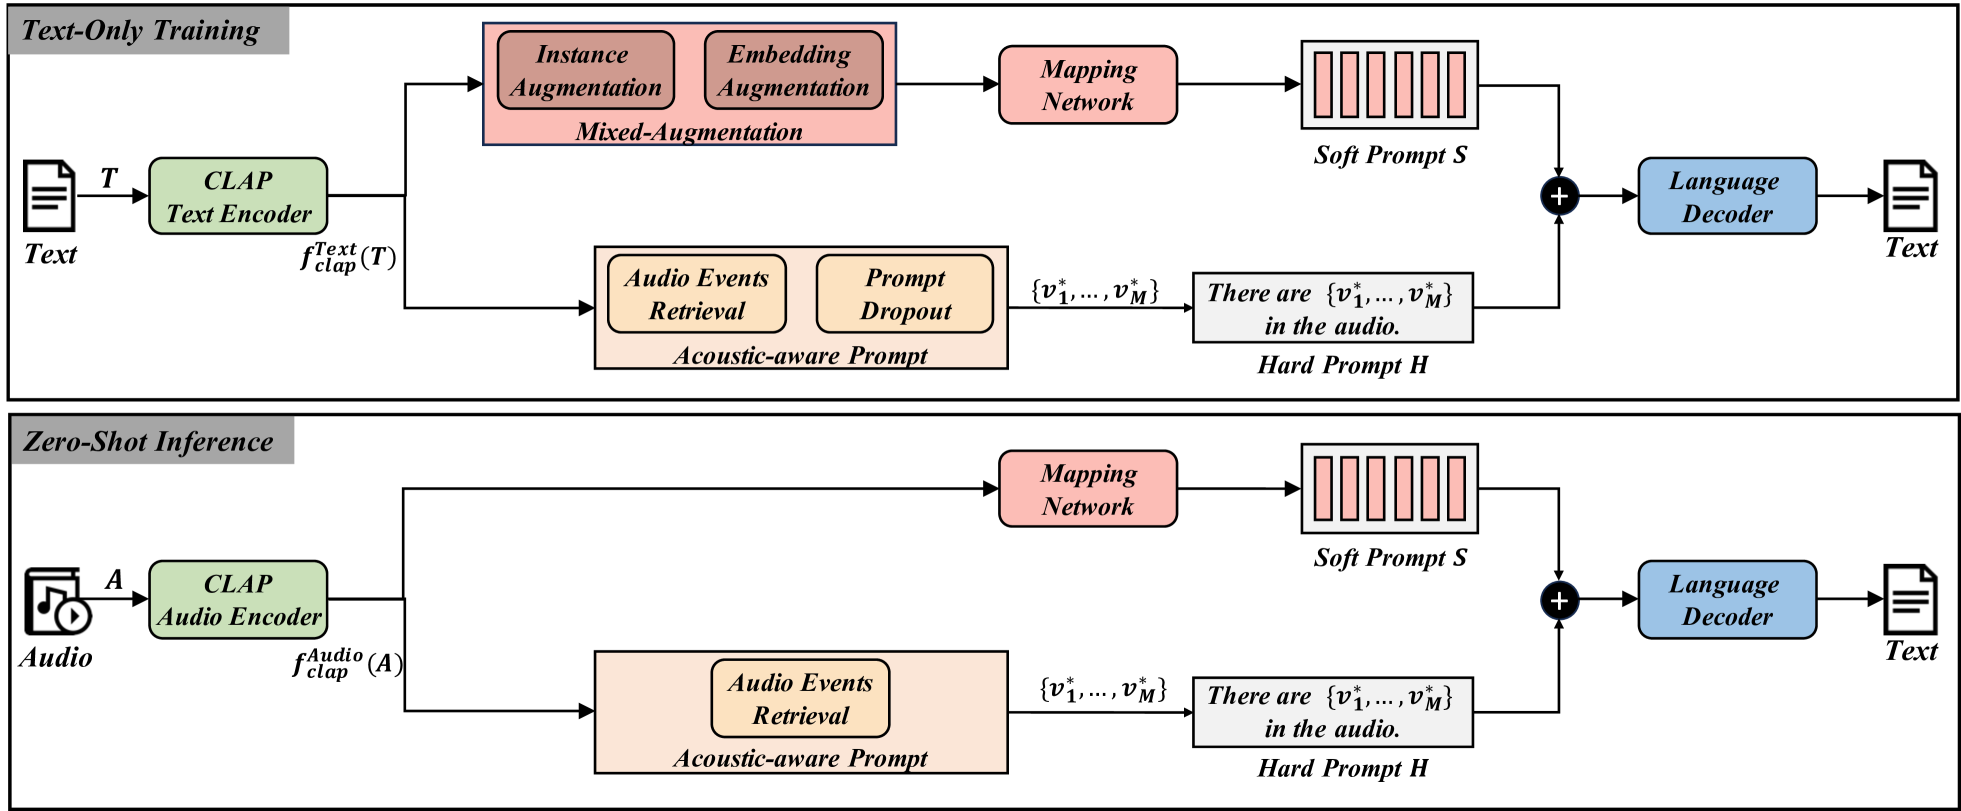 Text-Only Training
Instance
Augmentation
Embedding
Augmentation
Mixed-Augmentation
Mapping
Network
Soft Prompt S
T
Text
CLAP
Text Encoder
f_{clap}^{Text}(T)
Audio Events
Retrieval
Prompt
Dropout
Acoustic-aware Prompt
{v_1^*, ..., v_M^*}
There are {v_1^*, ..., v_M^*}
in the audio.
Hard Prompt H
+
Language
Decoder
Text
Zero-Shot Inference
Mapping
Network
Soft Prompt S
A
Audio
CLAP
Audio Encoder
f_{clap}^{Audio}(A)
Audio Events
Retrieval
Acoustic-aware Prompt
{v_1^*, ..., v_M^*}
There are {v_1^*, ..., v_M^*}
in the audio.
Hard Prompt H
+
Language
Decoder
Text